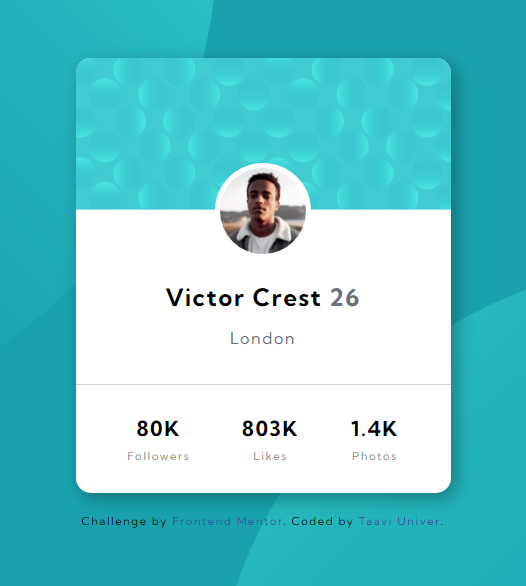 Victor Crest 26
London
80K 803K 1.4K
Followers Likes Photos
Challenge by Frontend Mentor. Coded by Taavi Univer.